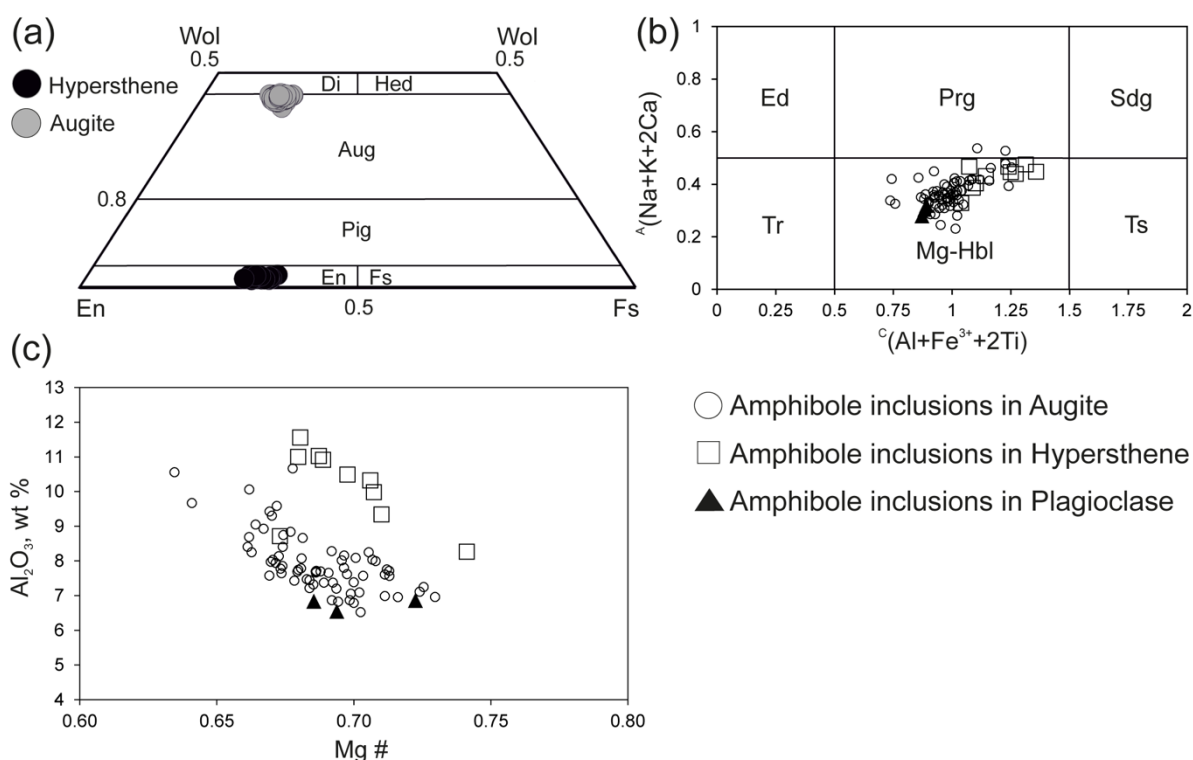 (a)
Wol
0.5
Wol
0.5
Hypersthene
Augite
Di
Hed
Aug
0.8
Pig
En
Fs
En
0.5
Fs
(b)
1
0.8
0.6
0.4
0.2
0
ᴬ(Na+K+2Ca)
Ed
Prg
Sdg
Tr
Mg-Hbl
Ts
0
0.25
0.5
0.75
1
1.25
1.5
1.75
2
ᶜ(Al+Fe³⁺+2Ti)
(c)
13
12
11
10
9
8
7
6
5
4
Al₂O₃, wt %
0.60
0.65
0.70
0.75
0.80
Mg #
Amphibole inclusions in Augite
Amphibole inclusions in Hypersthene
Amphibole inclusions in Plagioclase